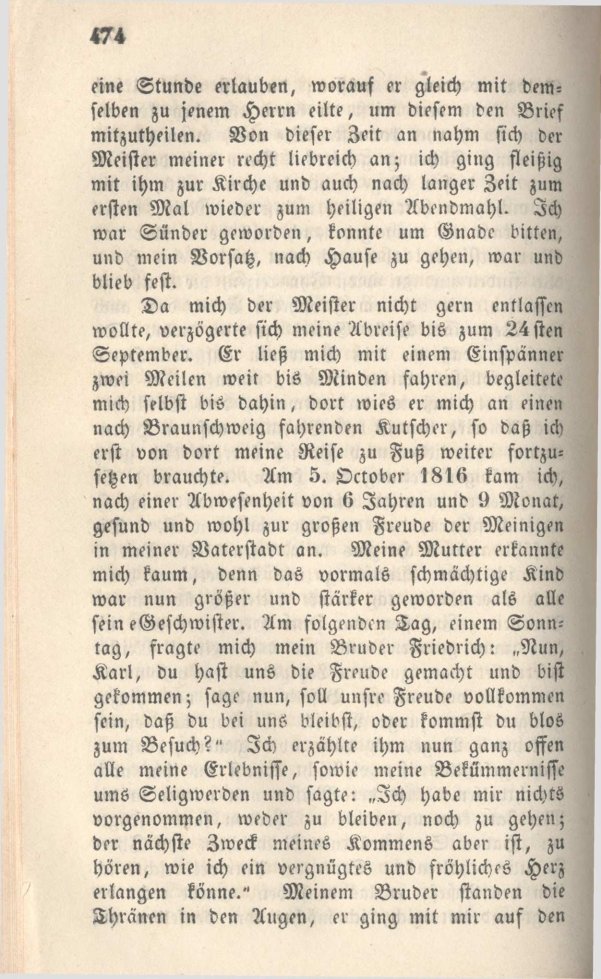 474
eine Stunde erlauben, worauf er gleich mit dem-
selben zu jenem Herrn eilte, um diesem den Brief
mitzutheilen. Von dieser Zeit an nahm sich der
Meister meiner recht liebreich an; ich ging fleißig
mit ihm zur Kirche und auch nach langer Zeit zum
ersten Mal wieder zum heiligen Abendmahl. Ich
war Sünder geworden, konnte um Gnade bitten,
und mein Vorsatz, nach Hause zu gehen, war und
blieb fest.
Da mich der Meister nicht gern entlassen
wollte, verzögerte sich meine Abreise bis zum 24sten
September. Er ließ mich mit einem Einspänner
zwei Meilen weit bis Minden fahren, begleitete
mich selbst bis dahin, dort wies er mich an einen
nach Braunschweig fahrenden Kutscher, so daß ich
erst von dort meine Reise zu Fuß weiter fortzu-
setzen brauchte. Am 5. October 1816 kam ich,
nach einer Abwesenheit von 6 Jahren und 9 Monat,
gesund und wohl zur großen Freude der Meinigen
in meiner Vaterstadt an. Meine Mutter erkannte
mich kaum, denn das vormals schmächtige Kind
war nun größer und stärker geworden als alle
sein eGeschwister. Am folgenden Tag, einem Sonn-
tag, fragte mich mein Bruder Friedrich: „Nun,
Karl, du hast uns die Freude gemacht und bist
gekommen; sage nun, soll unsre Freude vollkommen
sein, daß du bei uns bleibst, oder kommst du blos
zum Besuch?“ Ich erzählte ihm nun ganz offen
alle meine Erlebnisse, sowie meine Bekümmernisse
ums Seligwerden und sagte: „Ich habe mir nichts
vorgenommen, weder zu bleiben, noch zu gehen;
der nächste Zweck meines Kommens aber ist, zu
hören, wie ich ein vergnügtes und fröhliches Herz
erlangen könne.“ Meinem Bruder standen die
Thränen in den Augen, er ging mit mir auf den